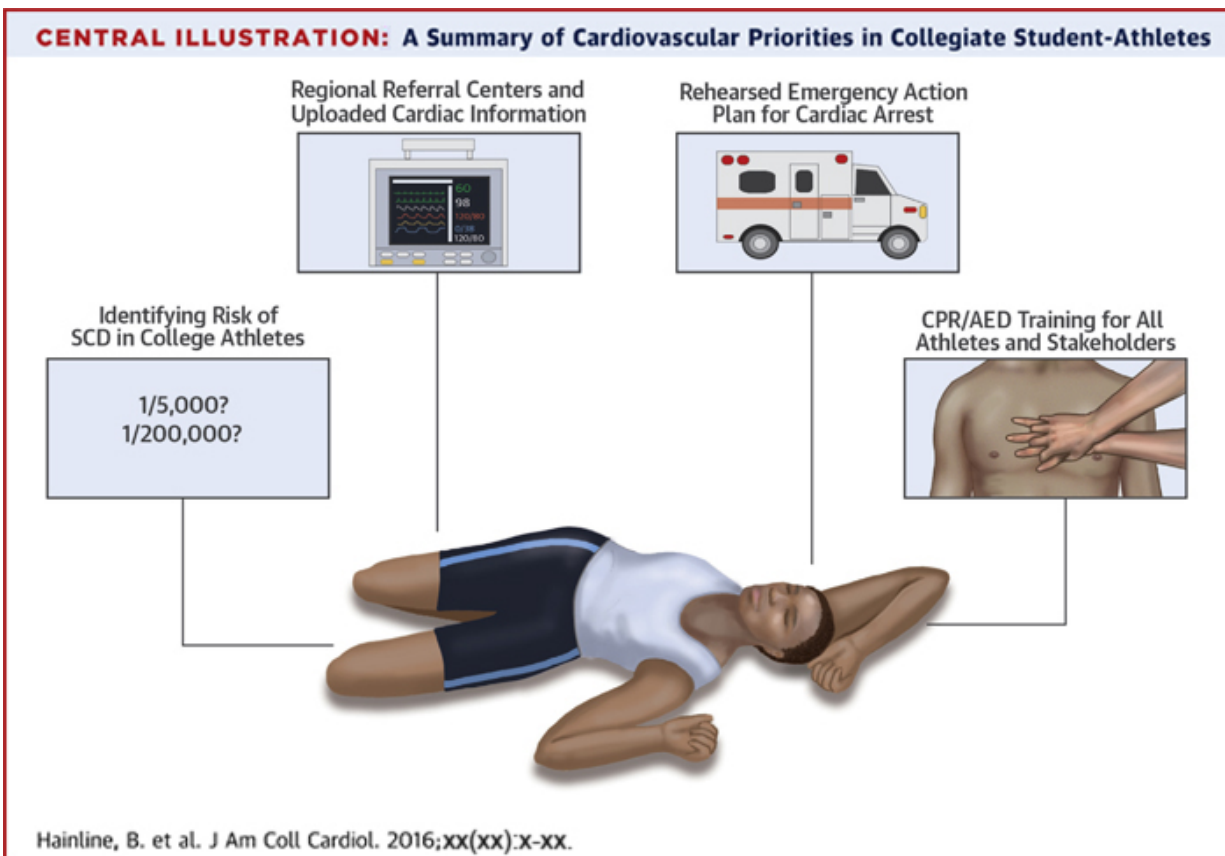 CENTRAL ILLUSTRATION: A Summary of Cardiovascular Priorities in Collegiate Student-Athletes
Regional Referral Centers and
Uploaded Cardiac Information
60
98
120/80
0/38
120/80
Rehearsed Emergency Action
Plan for Cardiac Arrest
Identifying Risk of
SCD in College Athletes
1/5,000?
1/200,000?
CPR/AED Training for All
Athletes and Stakeholders
Hainline, B. et al. J Am Coll Cardiol. 2016;xx(xx):x-xx.